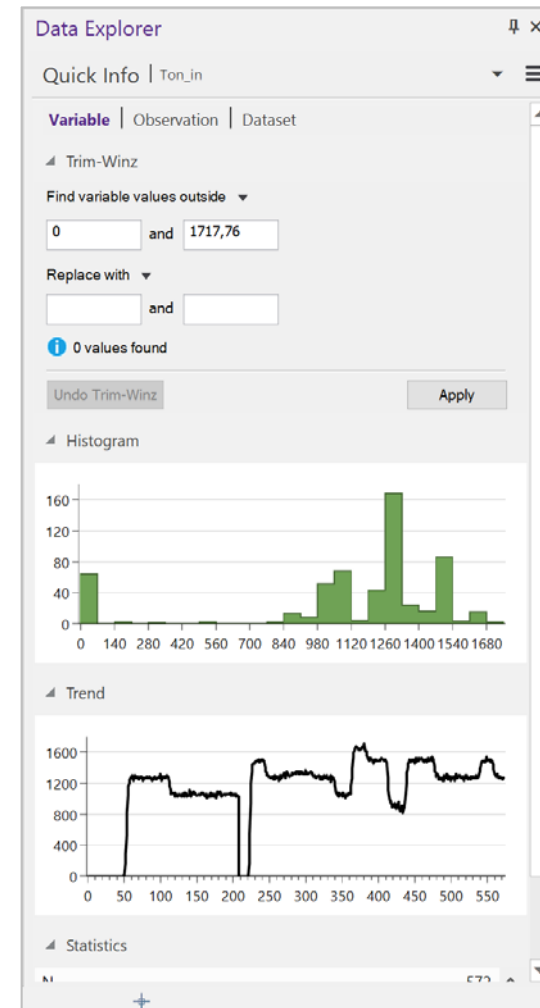 Data Explorer
Quick Info | Ton_in
Variable | Observation | Dataset
Trim-Winz
Find variable values outside
0 and 1717,76
Replace with
and
0 values found
Undo Trim-Winz Apply
Histogram
160
120
80
40
0
0 140 280 420 560 700 840 980 1120 1260 1400 1540 1680
Trend
1600
1200
800
400
0
0 50 100 150 200 250 300 350 400 450 500 550
Statistics
N 572